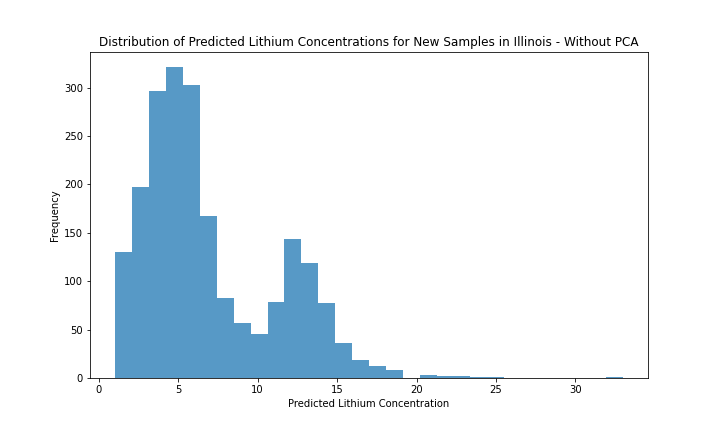 Distribution of Predicted Lithium Concentrations for New Samples in Illinois - Without PCA
300
250
200
150
100
50
0
Frequency
0 5 10 15 20 25 30
Predicted Lithium Concentration